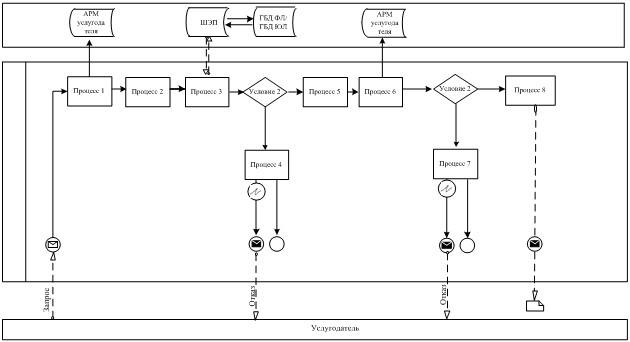 АРМ
услугода
теля
ШЭП
ГБД ФЛ/
ГБД ЮЛ
АРМ
услугода
теля
Процесс 1
Процесс 2
Процесс 3
Условие 2
Процесс 5
Процесс 6
Условие 2
Процесс 8
Процесс 4
Процесс 7
Запрос
Отказ
Отказ
Услугодатель